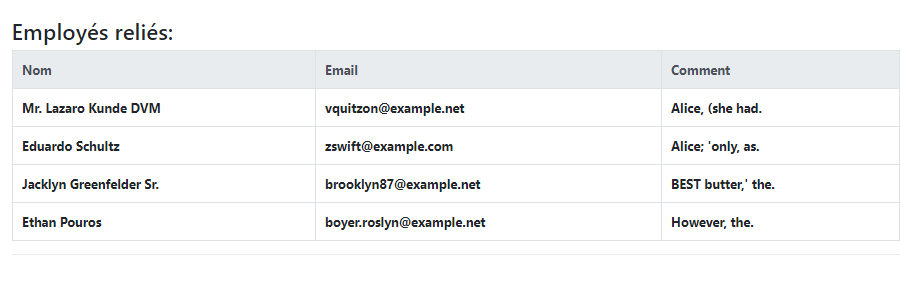 Employés reliés:
Nom Email Comment
Mr. Lazaro Kunde DVM vquitzon@example.net Alice, (she had.
Eduardo Schultz zswift@example.com Alice; 'only, as.
Jacklyn Greenfelder Sr. brooklyn87@example.net BEST butter,' the.
Ethan Pouros boyer.roslyn@example.net However, the.